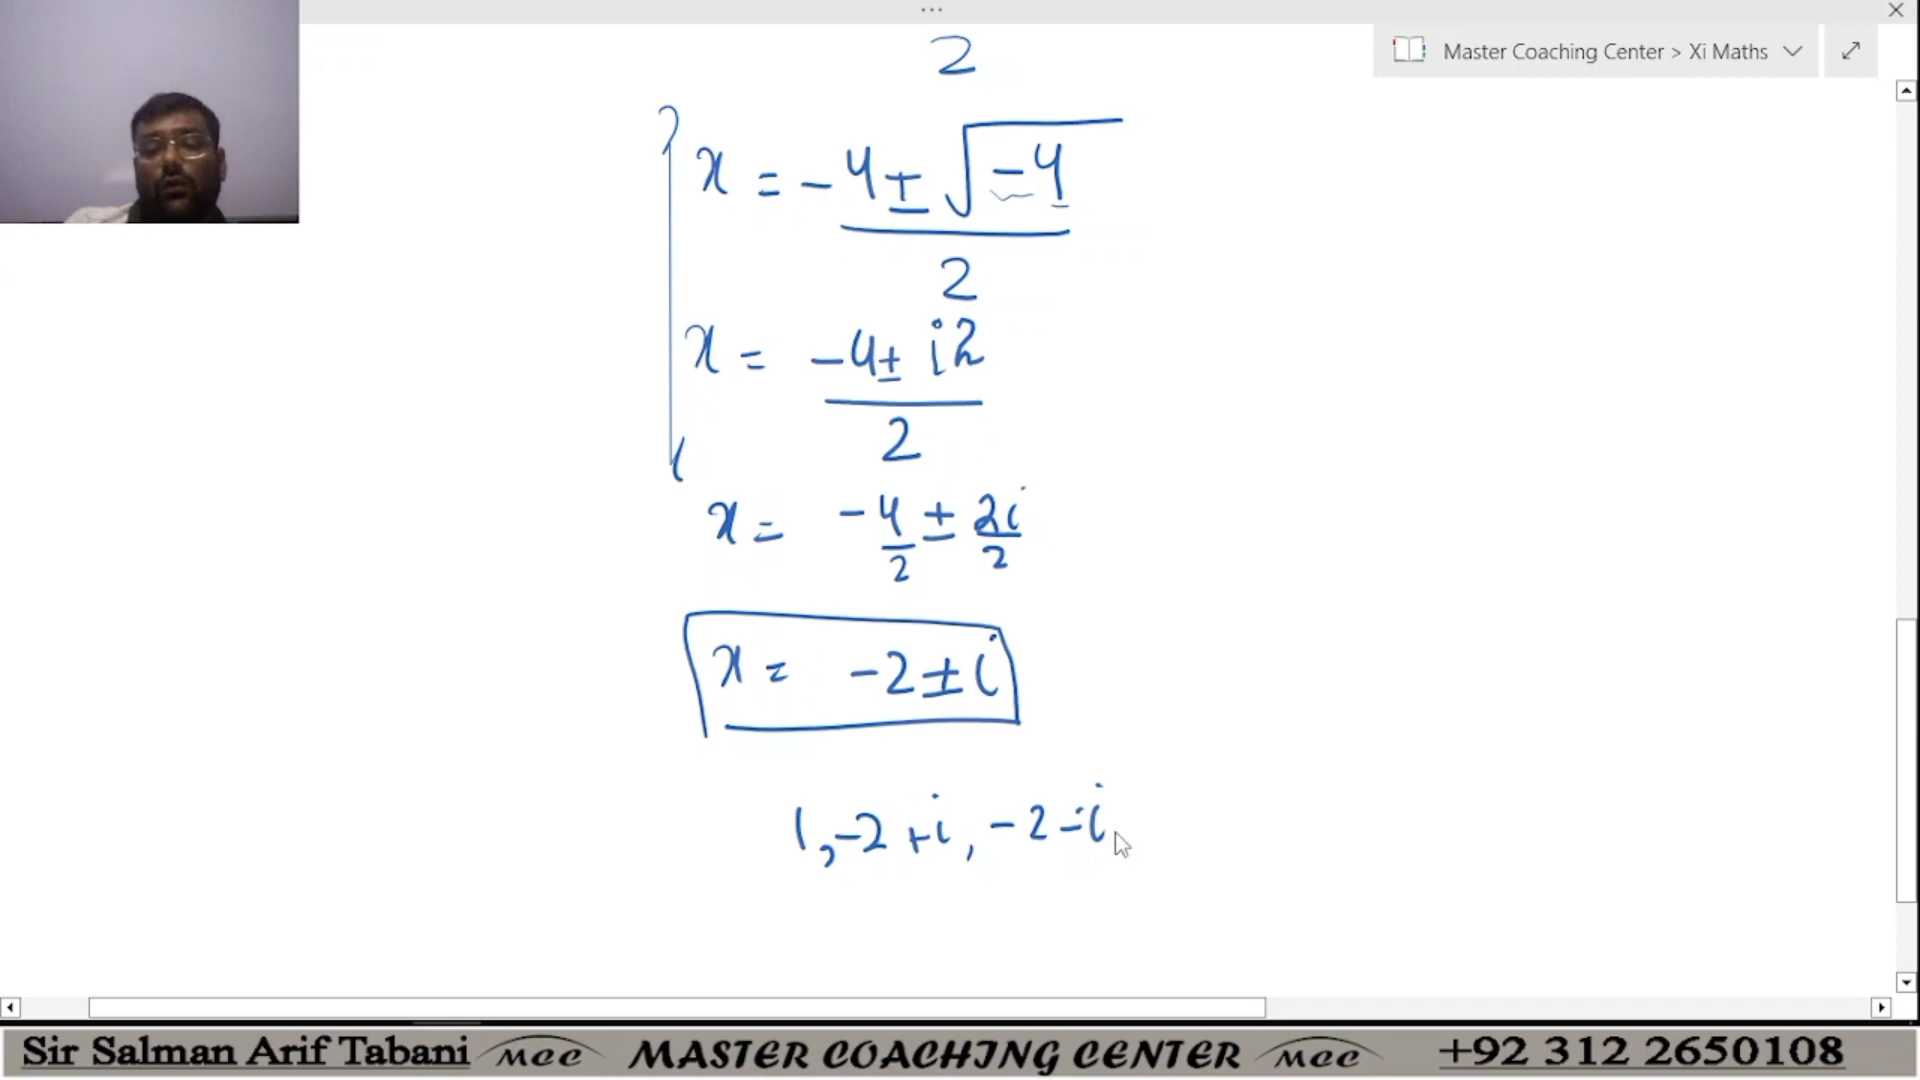 ...
Master Coaching Center > Xi Maths
2
x = -4 ± √-4
2
x = -4 ± i2
2
x = -4/2 ± 2i/2
x = -2 ± i
1, -2 + i, -2 - i
Sir Salman Arif Tabani MCC MASTER COACHING CENTER MCC +92 312 2650108